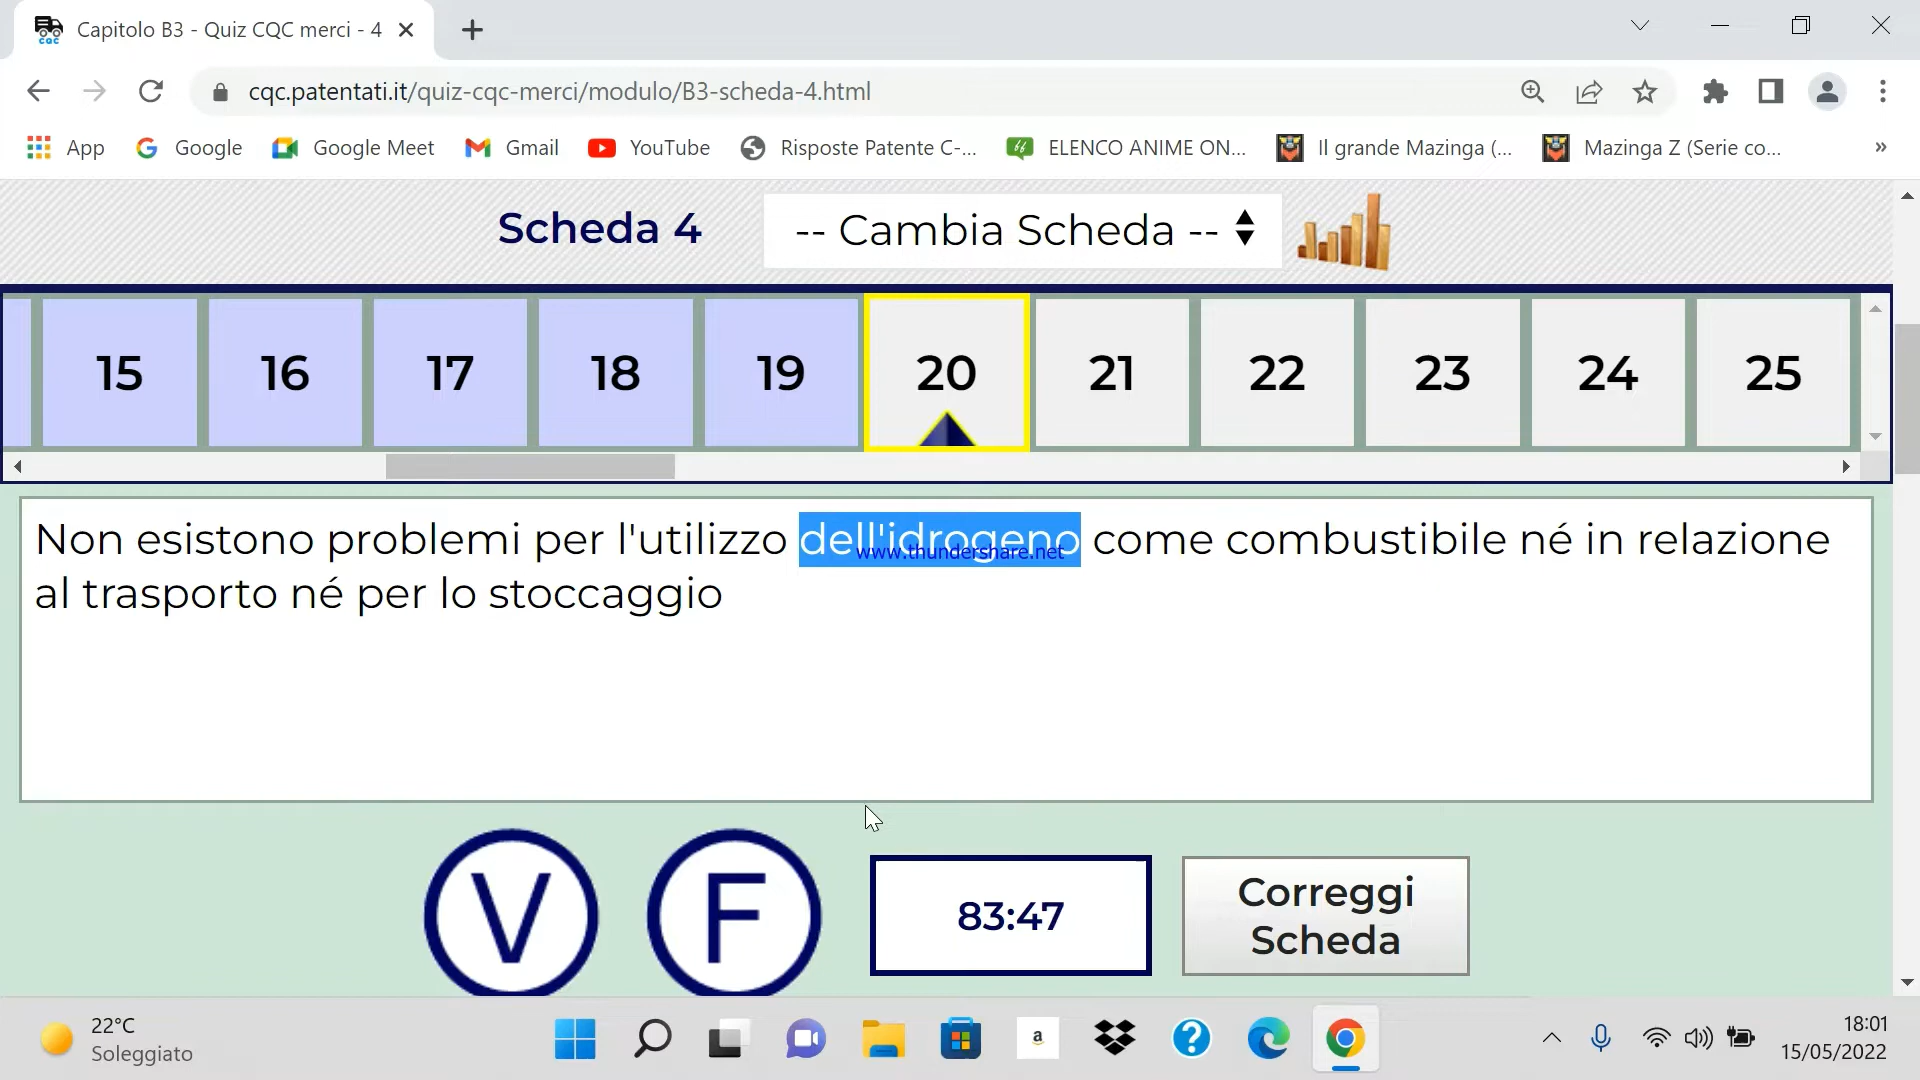 Capitolo B3 - Quiz CQC merci - 4
cqc.patentati.it/quiz-cqc-merci/modulo/B3-scheda-4.html
App Google Google Meet Gmail YouTube Risposte Patente C-... ELENCO ANIME ON... Il grande Mazinga (... Mazinga Z (Serie co... »
Scheda 4 -- Cambia Scheda --
15 16 17 18 19 20 21 22 23 24 25
Non esistono problemi per l'utilizzo dell'idrogeno come combustibile né in relazione
www.thundershare.net
al trasporto né per lo stoccaggio
V F 83:47 Correggi
Scheda
22°C
Soleggiato
18:01
15/05/2022